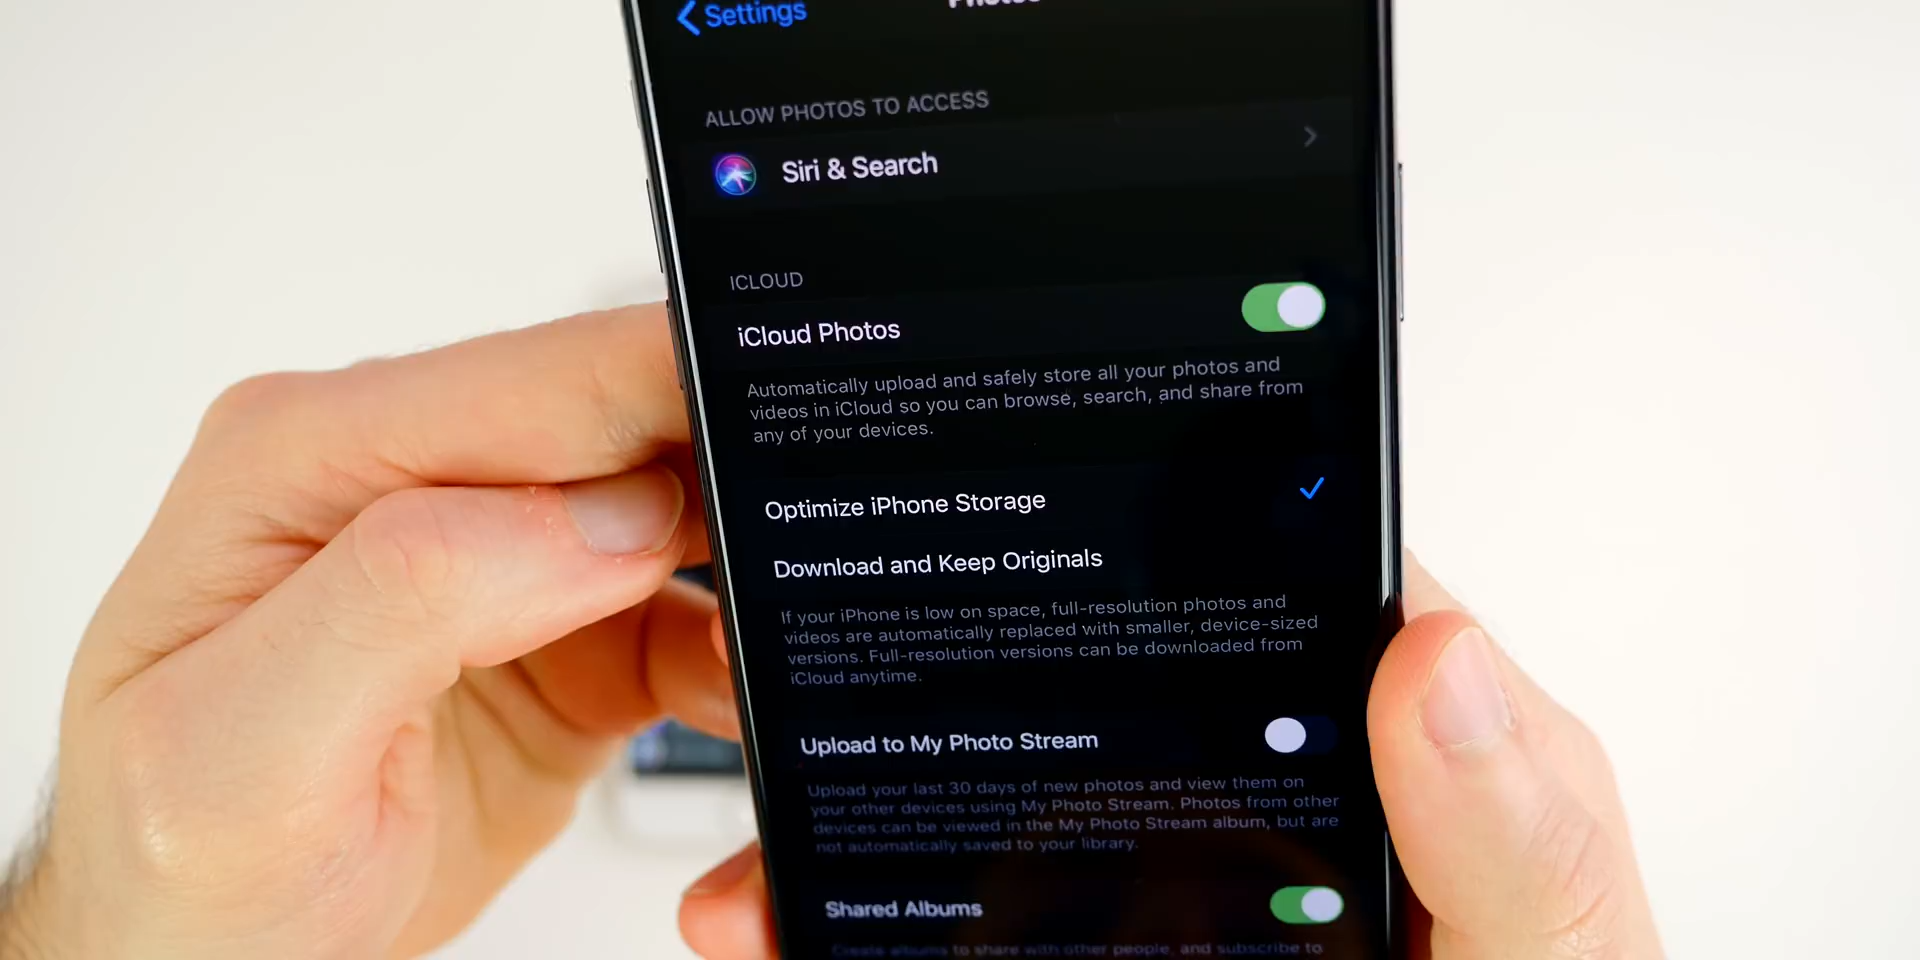 Settings
Photos
ALLOW PHOTOS TO ACCESS
Siri & Search
ICLOUD
iCloud Photos
Automatically upload and safely store all your photos and
videos in iCloud so you can browse, search, and share from
any of your devices.
Optimize iPhone Storage
Download and Keep Originals
If your iPhone is low on space, full-resolution photos and
videos are automatically replaced with smaller, device-sized
versions. Full-resolution versions can be downloaded from
iCloud anytime.
Upload to My Photo Stream
Upload your last 30 days of new photos and view them on
your other devices using My Photo Stream. Photos from other
devices can be viewed in the My Photo Stream album, but are
not automatically saved to your library.
Shared Albums
Create albums to share with other people, and subscribe to